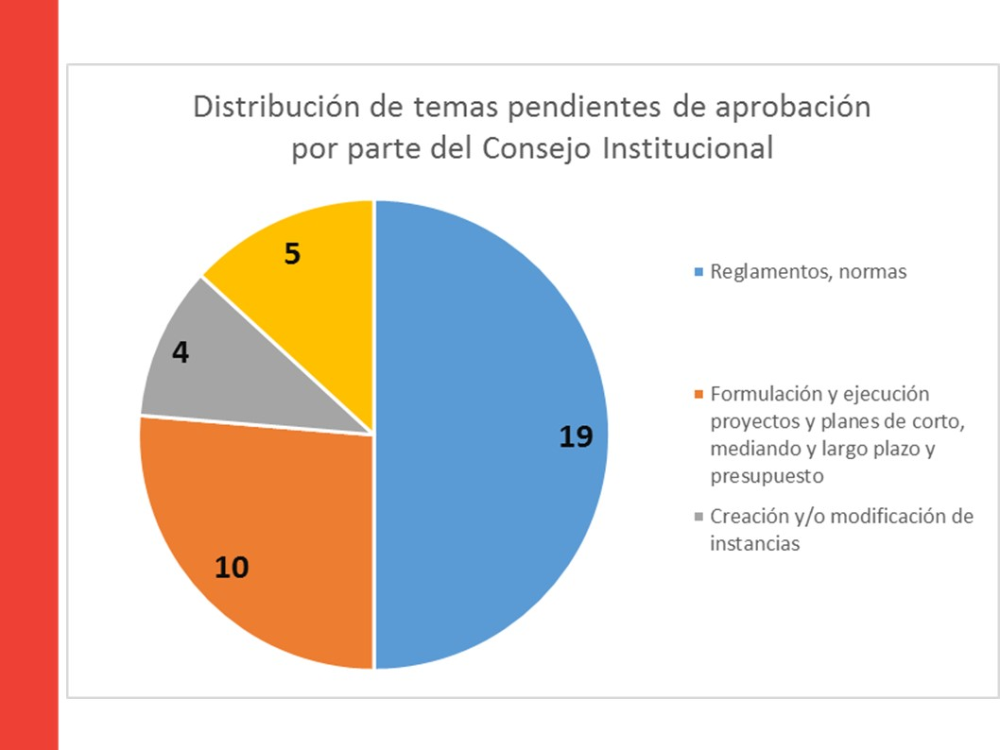 Distribución de temas pendientes de aprobación
por parte del Consejo Institucional
5
4
19
10
Reglamentos, normas
Formulación y ejecución
proyectos y planes de corto,
mediando y largo plazo y
presupuesto
Creación y/o modificación de
instancias